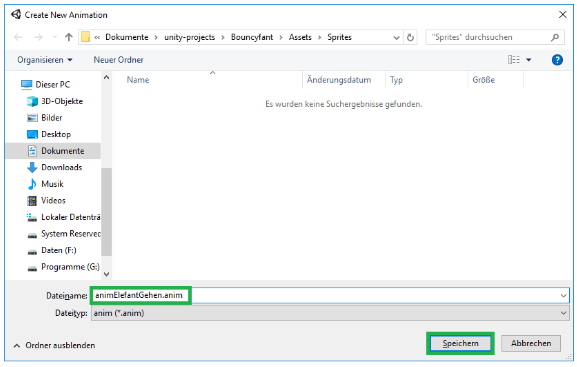 Create New Animation
« Dokumente › unity-projects › Bouncyfant › Assets › Sprites
"Sprites" durchsuchen
Organisieren
Neuer Ordner
Name
Änderungsdatum
Typ
Größe
Es wurden keine Suchergebnisse gefunden.
Dieser PC
3D-Objekte
Bilder
Desktop
Dokumente
Downloads
Musik
Videos
Lokaler Datenträ
System Reserved
Daten (F:)
Programme (G:)
Dateiname: animElefantGehen.anim
Dateityp: anim (*.anim)
Ordner ausblenden
Speichern
Abbrechen